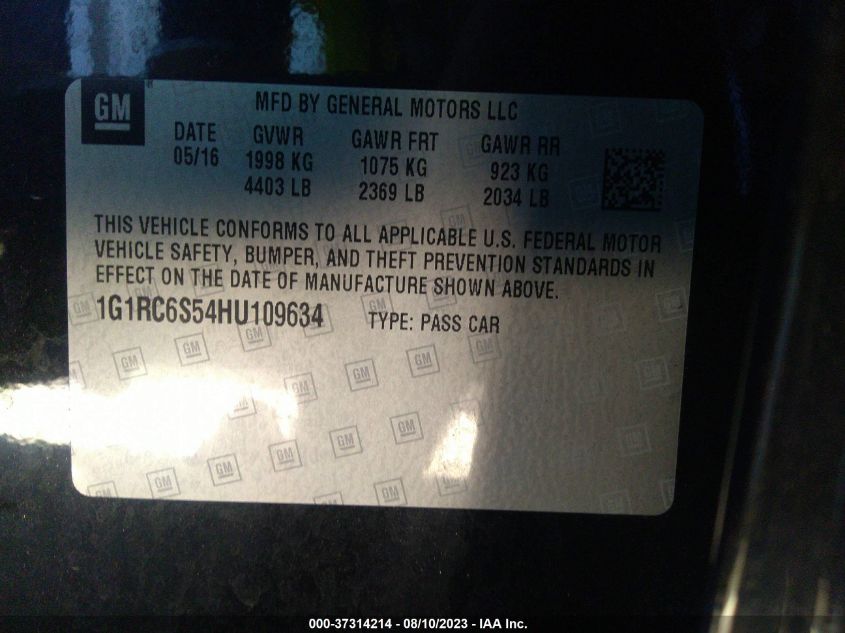 GM
MFD BY GENERAL MOTORS LLC
DATE GVWR GAWR FRT GAWR RR
05/16 1998 KG 1075 KG 923 KG
4403 LB 2369 LB 2034 LB
THIS VEHICLE CONFORMS TO ALL APPLICABLE U.S. FEDERAL MOTOR
VEHICLE SAFETY, BUMPER, AND THEFT PREVENTION STANDARDS IN
EFFECT ON THE DATE OF MANUFACTURE SHOWN ABOVE.
1G1RC6S54HU109634 TYPE: PASS CAR
000-37314214 - 08/10/2023 - IAA Inc.